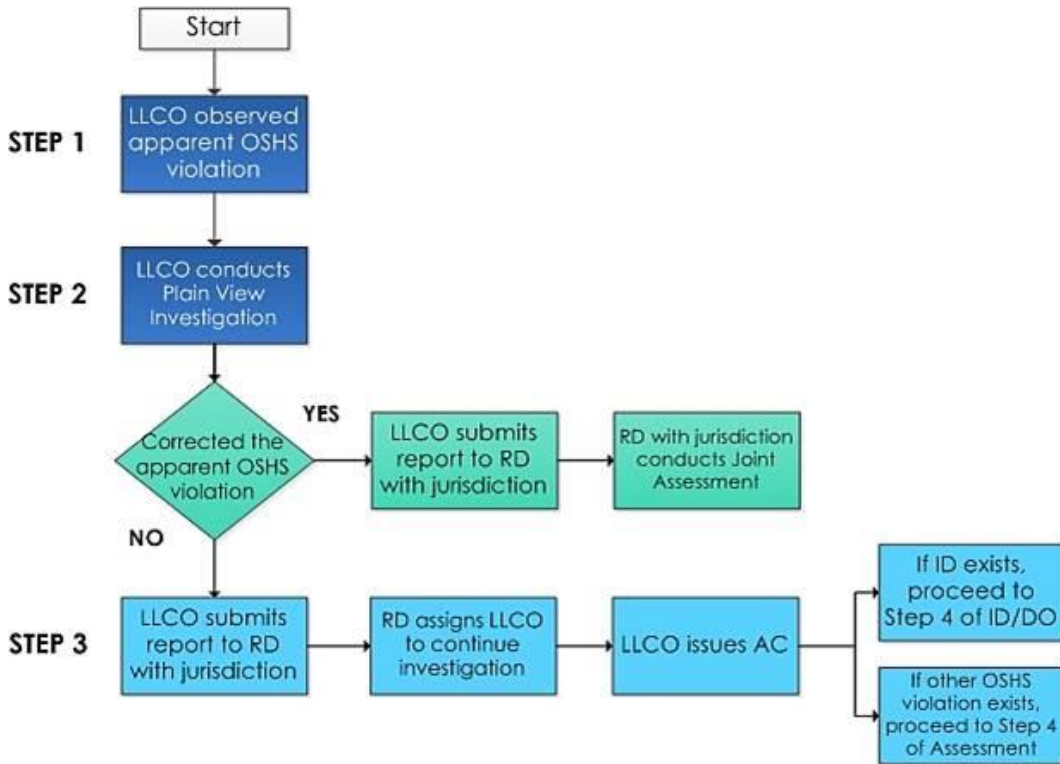 Start
STEP 1
LLCO observed
apparent OSHS
violation
STEP 2
LLCO conducts
Plain View
Investigation
Corrected the
apparent OSHS
violation
YES
LLCO submits
report to RD
with jurisdiction
RD with jurisdiction
conducts Joint
Assessment
NO
STEP 3
LLCO submits
report to RD
with jurisdiction
RD assigns LLCO
to continue
investigation
LLCO issues AC
If ID exists,
proceed to
Step 4 of ID/DO
If other OSHS
violation exists,
proceed to Step 4
of Assessment